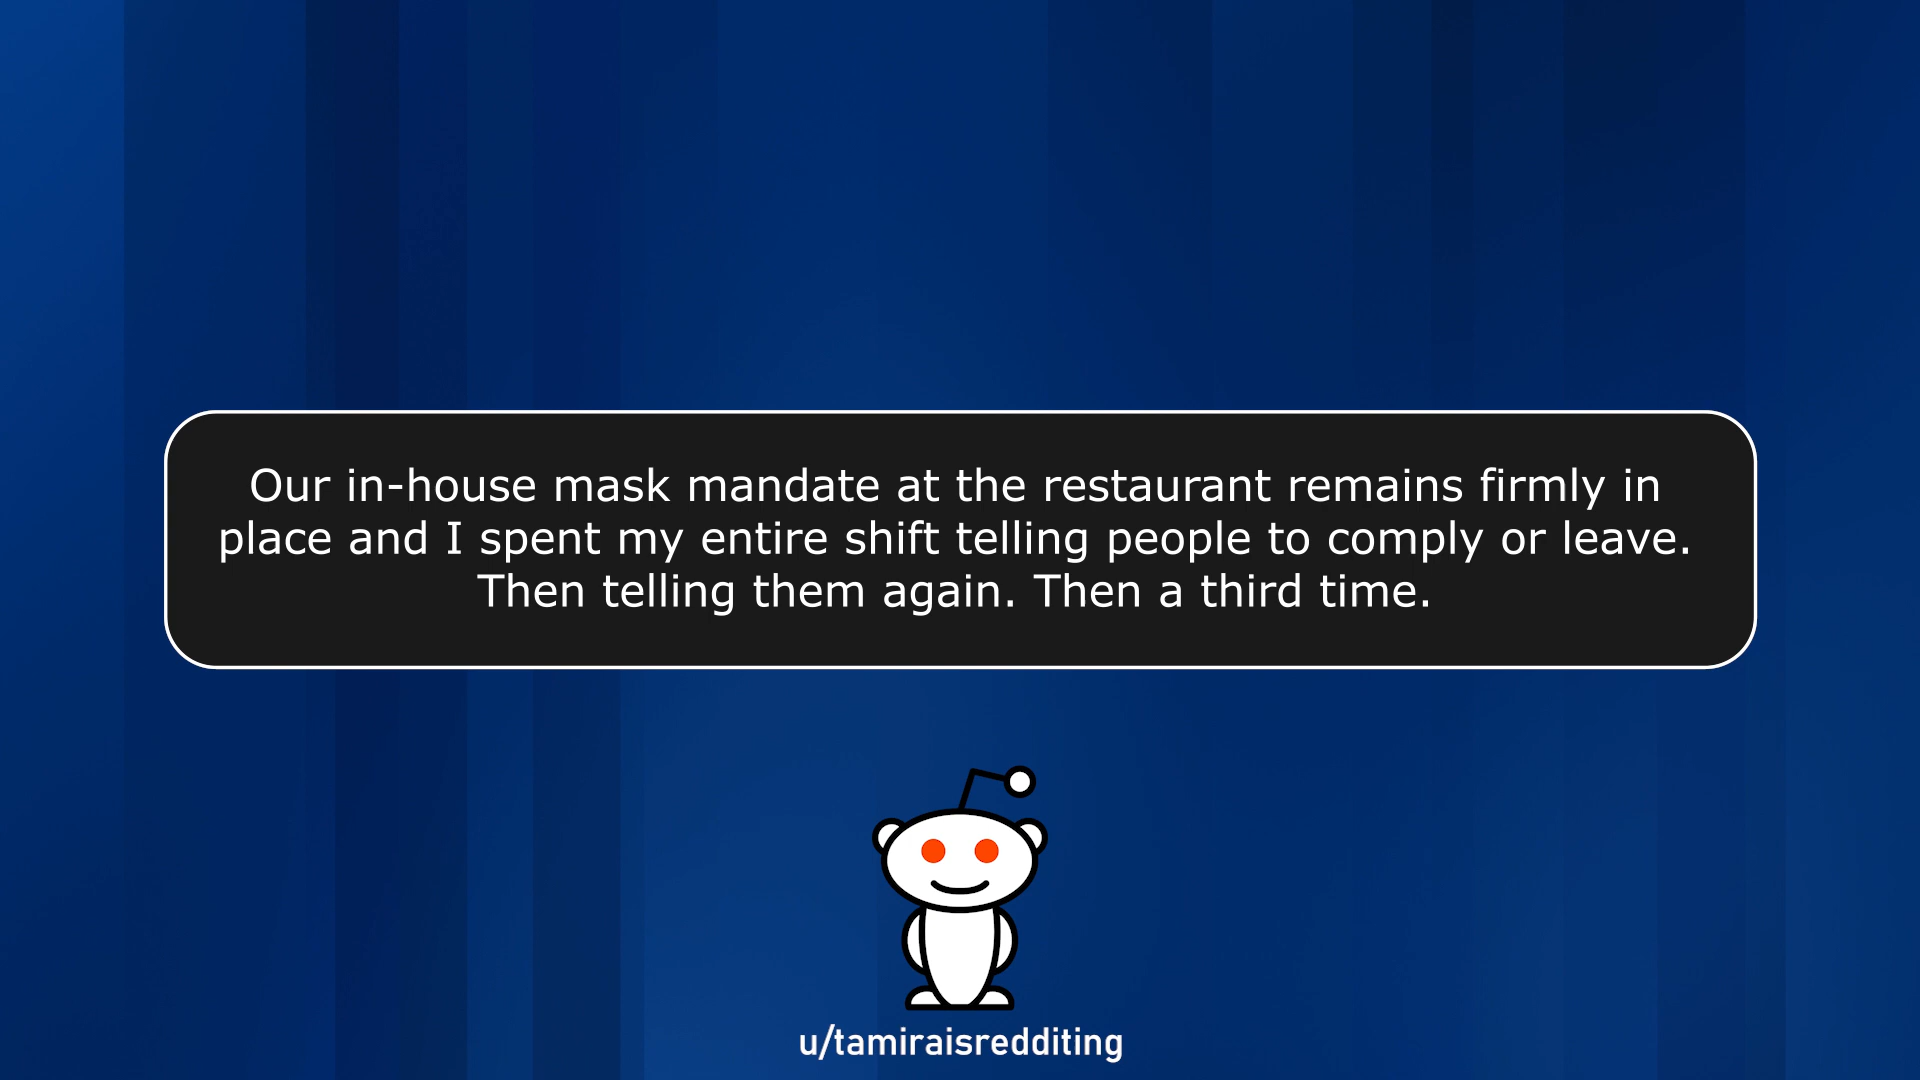 Our in-house mask mandate at the restaurant remains firmly in
place and I spent my entire shift telling people to comply or leave.
Then telling them again. Then a third time.
u/tamiraisredditing